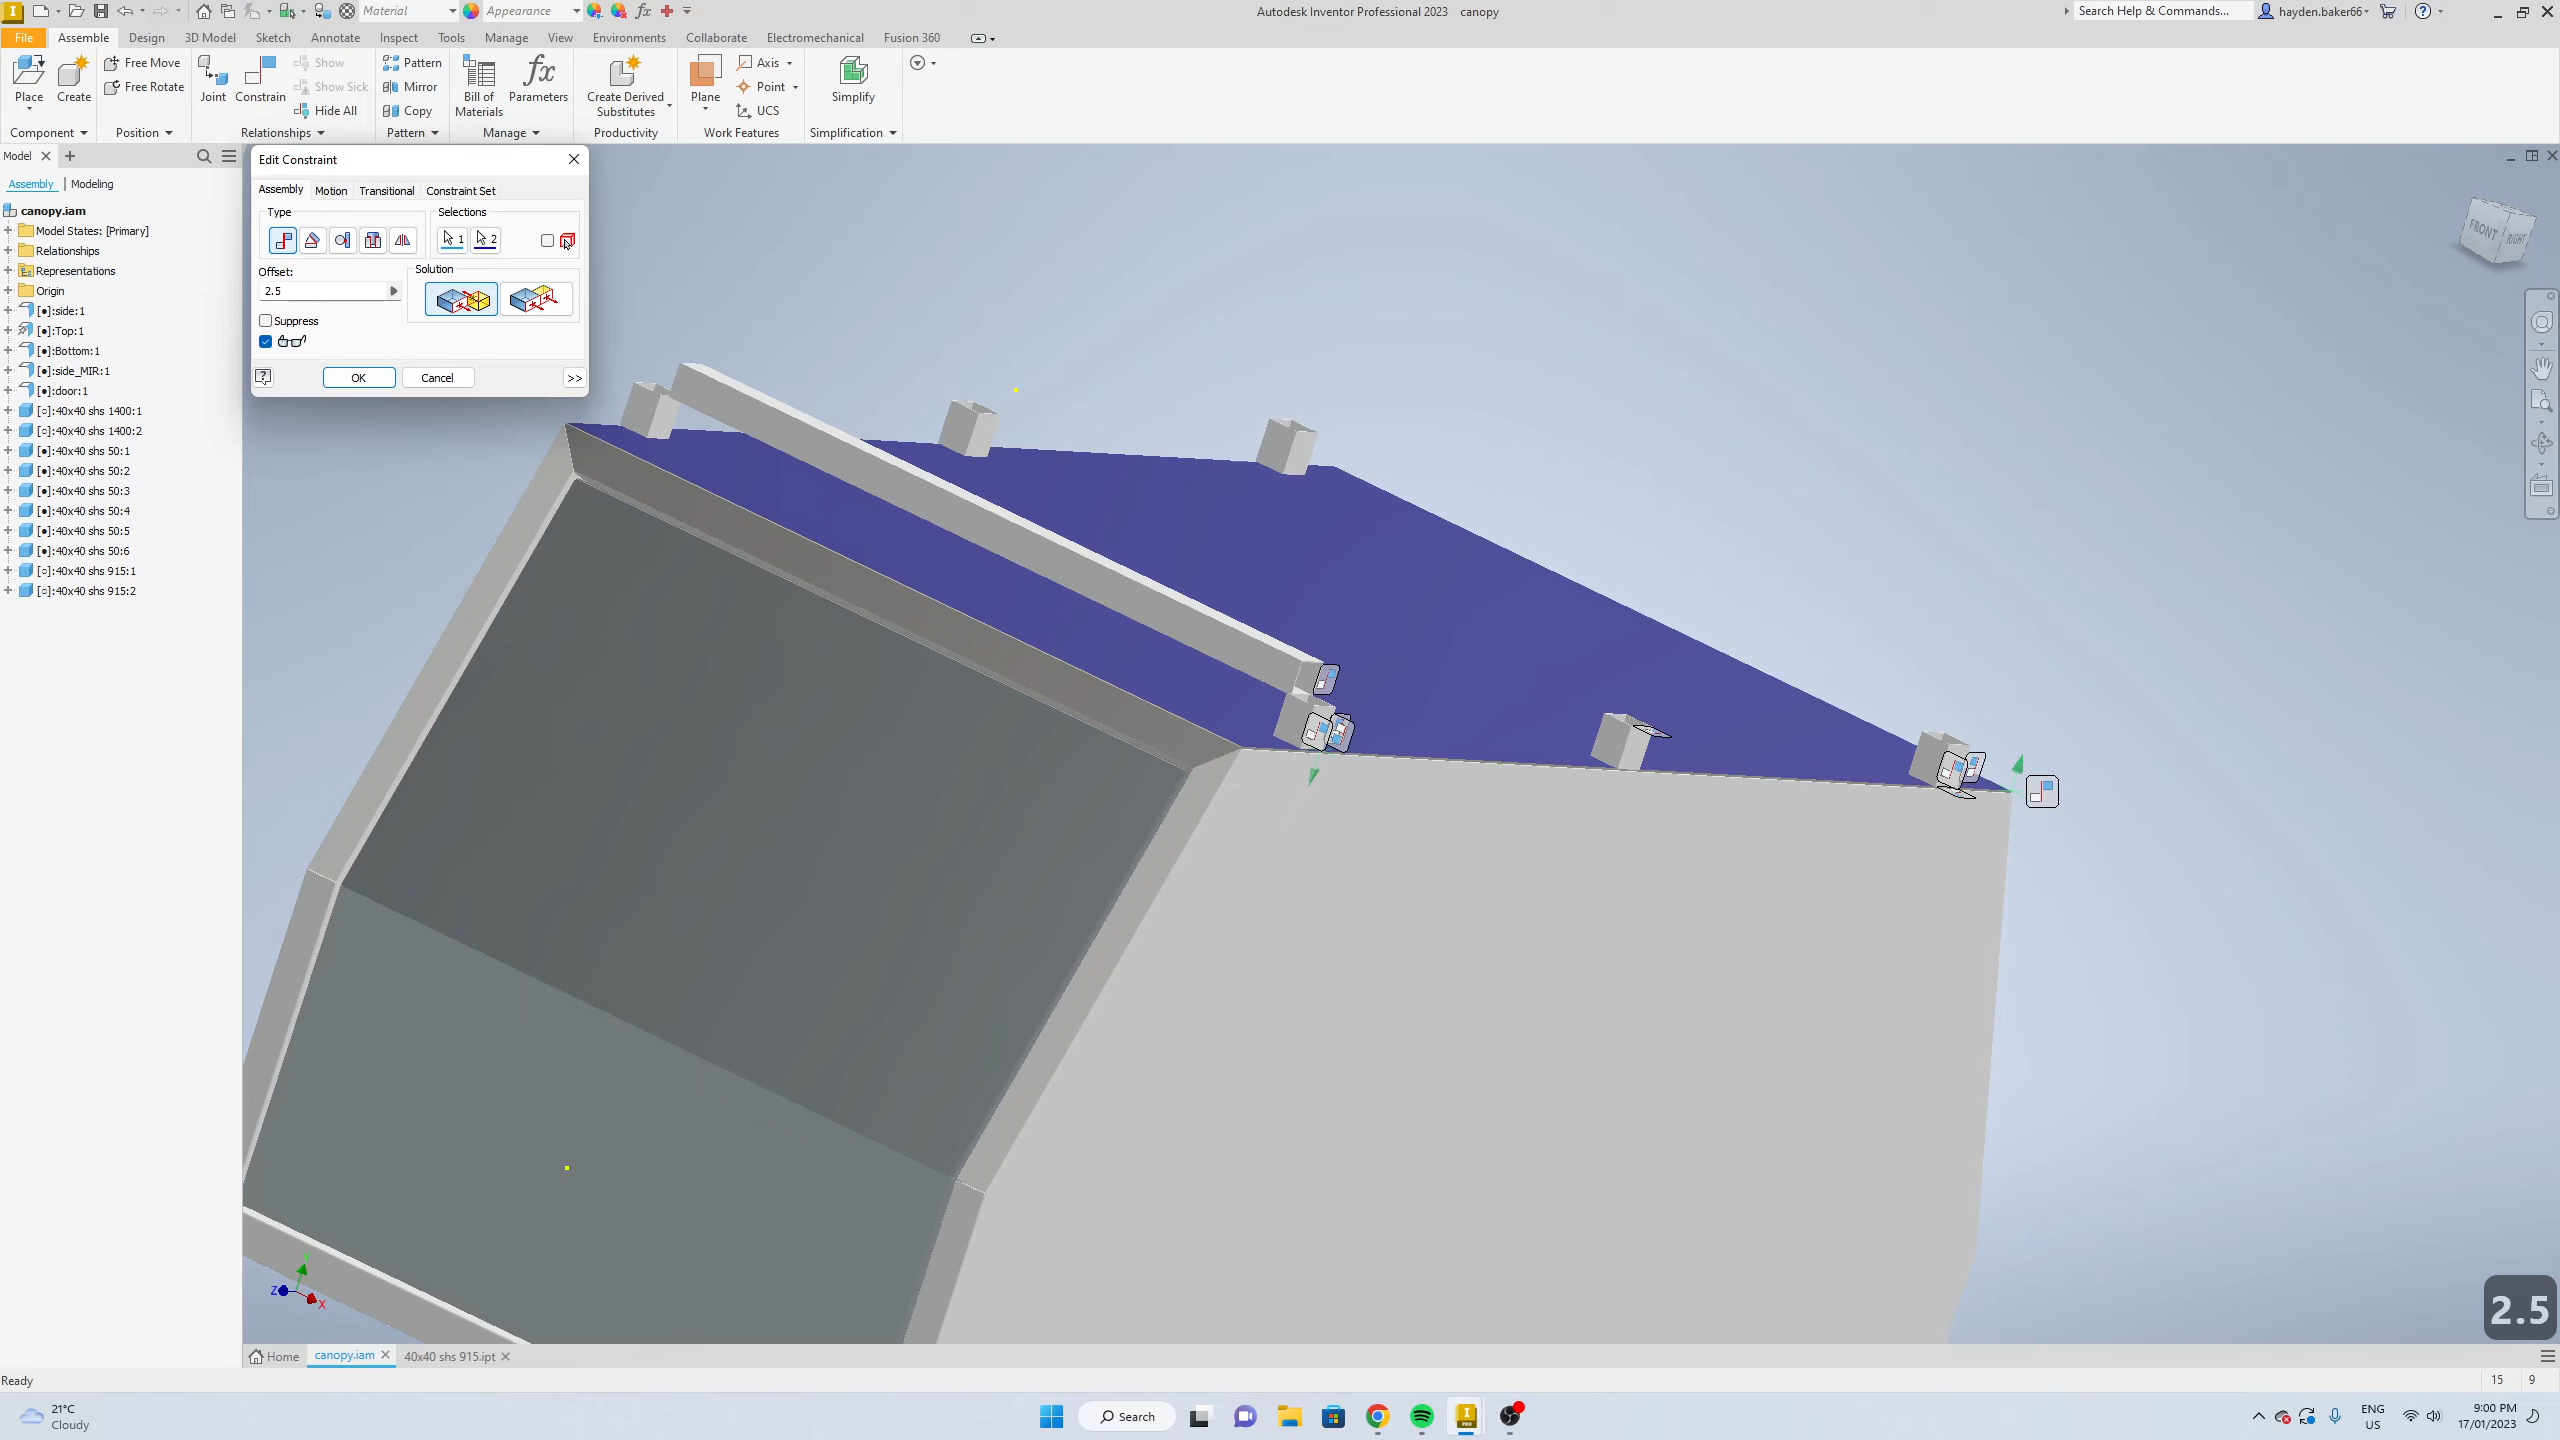 Material
Appearance
fx
Autodesk Inventor Professional 2023 canopy
Search Help & Commands...
hayden.baker66
File
Assemble
Design
3D Model
Sketch
Annotate
Inspect
Tools
Manage
View
Environments
Collaborate
Electromechanical
Fusion 360
Place
Create
Free Move
Free Rotate
Joint
Constrain
Show
Show Sick
Hide All
Pattern
Mirror
Copy
Bill of
Materials
fx
Parameters
Create Derived
Substitutes
Plane
Axis
Point
UCS
Simplify
Component
Position
Relationships
Pattern
Manage
Productivity
Work Features
Simplification
Model
Assembly | Modeling
canopy.iam
Model States: [Primary]
Relationships
Representations
Origin
[●]:side:1
[●]:Top:1
[●]:Bottom:1
[●]:side_MIR:1
[●]:door:1
[○]:40x40 shs 1400:1
[○]:40x40 shs 1400:2
[●]:40x40 shs 50:1
[●]:40x40 shs 50:2
[●]:40x40 shs 50:3
[●]:40x40 shs 50:4
[●]:40x40 shs 50:5
[●]:40x40 shs 50:6
[○]:40x40 shs 915:1
[○]:40x40 shs 915:2
Edit Constraint
Assembly
Motion
Transitional
Constraint Set
Type
Selections
1
2
Offset:
2.5
Solution
Suppress
OK
Cancel
>>
FRONT
RIGHT
Y
Z
X
2.5
Home
canopy.iam
40x40 shs 915.ipt
Ready
15
9
21°C
Cloudy
Search
ENG
US
9:00 PM
17/01/2023